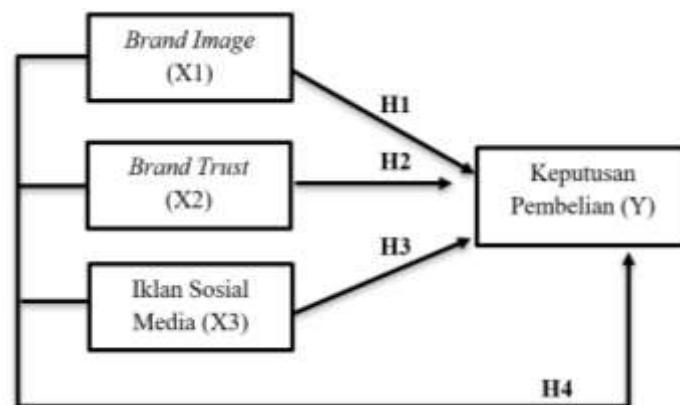 Brand Image
(X1)
H1
Brand Trust
(X2)
H2
Keputusan
Pembelian (Y)
H3
Iklan Sosial
Media (X3)
H4